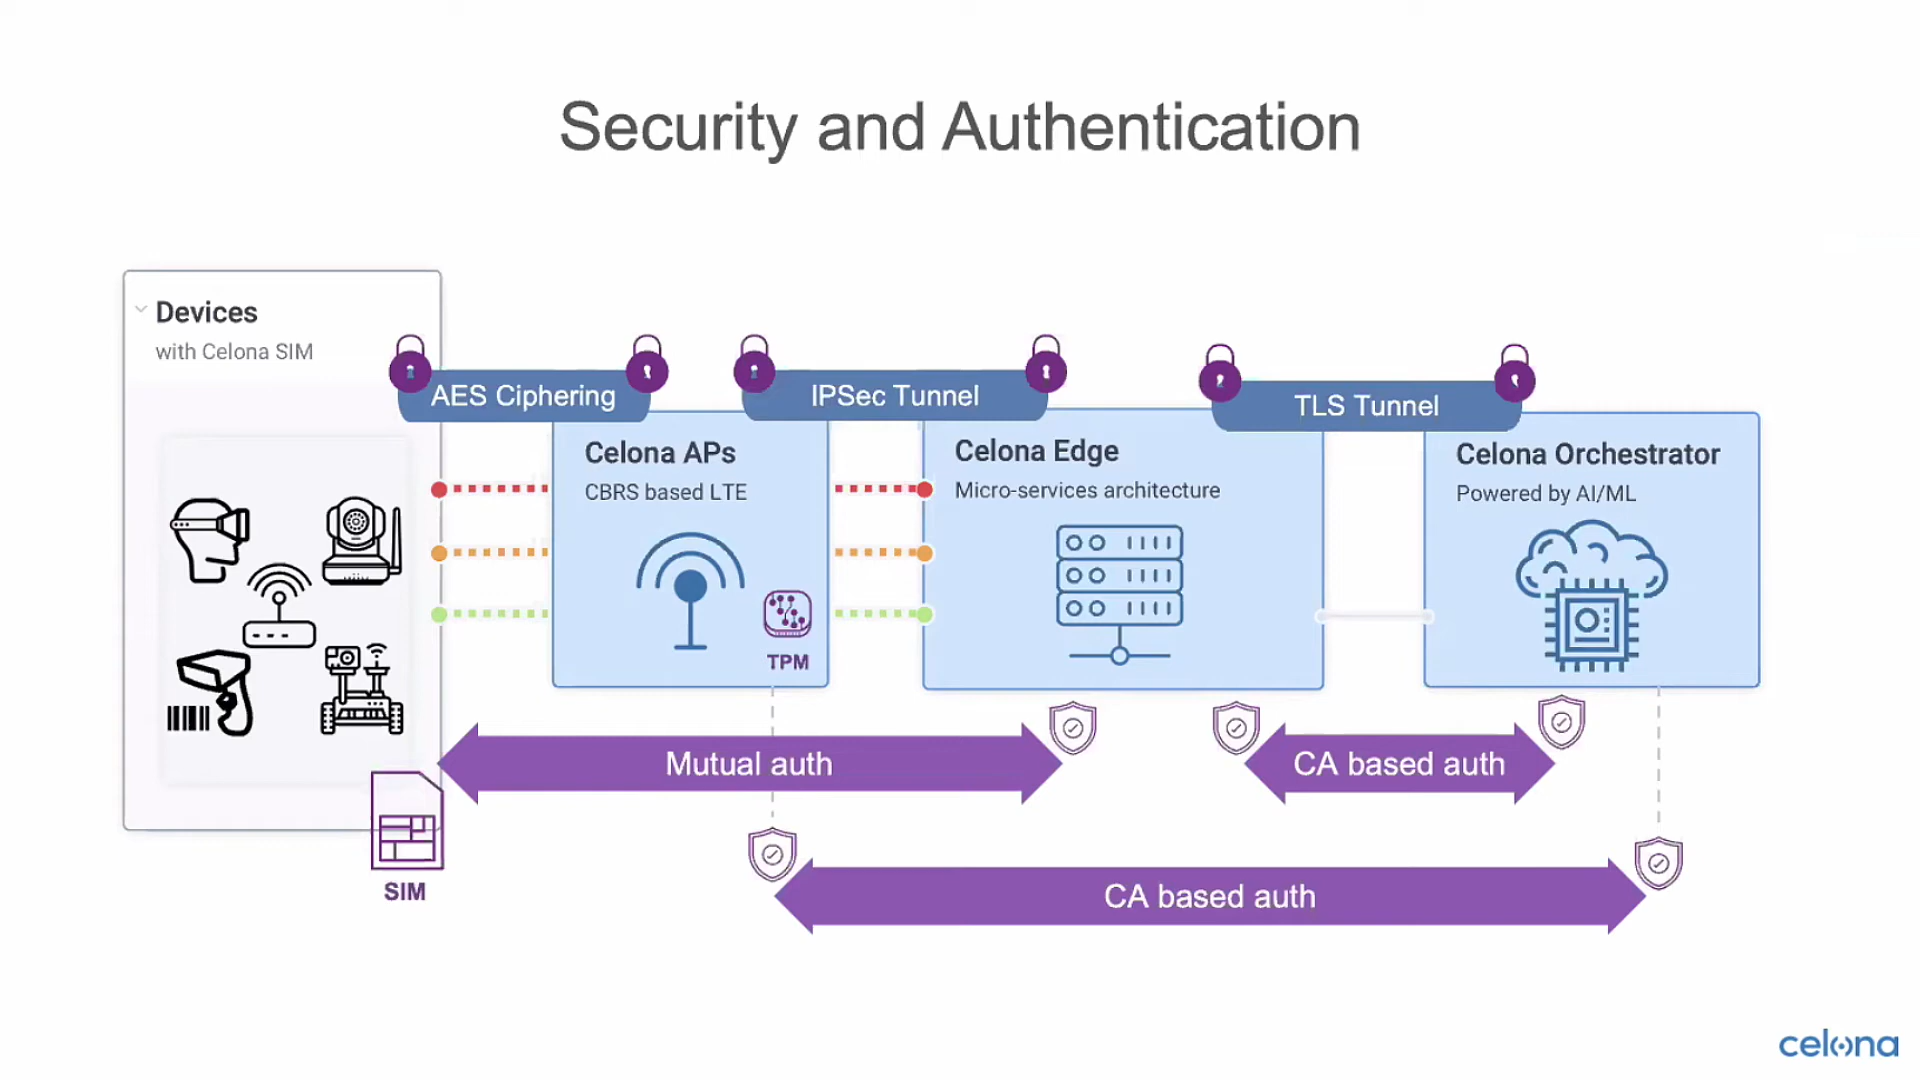 Security and Authentication
Devices
with Celona SIM
AES Ciphering
IPSec Tunnel
TLS Tunnel
Celona APs
CBRS based LTE
TPM
Celona Edge
Micro-services architecture
Celona Orchestrator
Powered by AI/ML
Mutual auth
CA based auth
SIM
CA based auth
celona